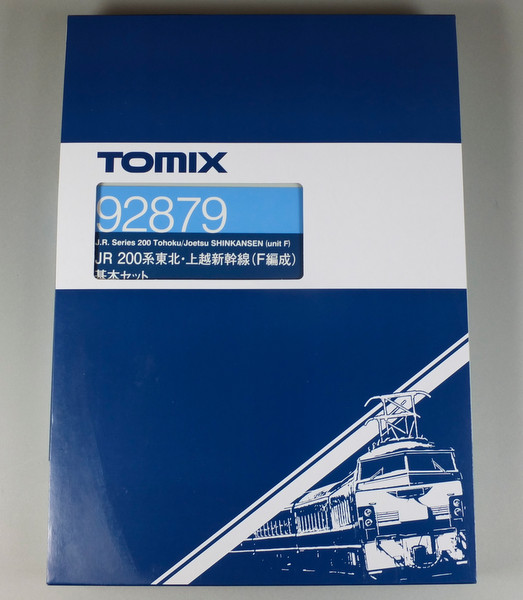 TOMIX
92879
J.R. Series 200 Tohoku/Joetsu SHINKANSEN (unit F)
JR 200系東北・上越新幹線(F編成)
基本セット